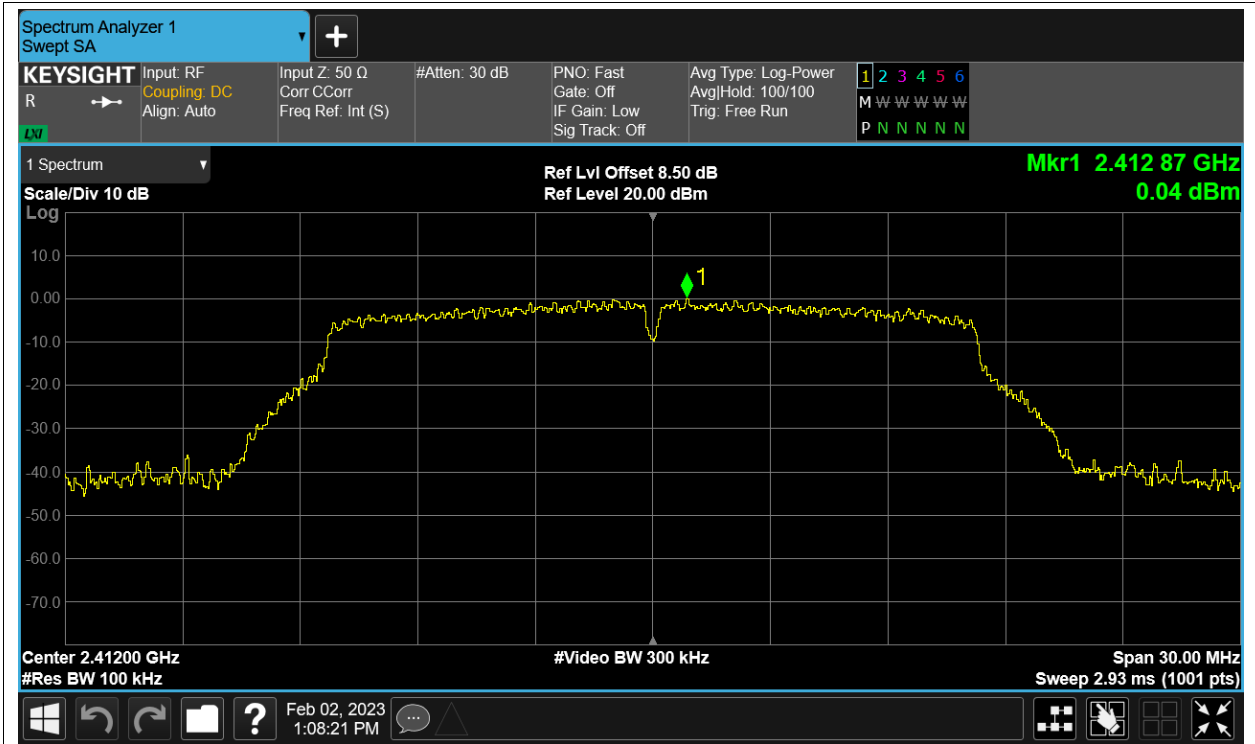 Spectrum Analyzer 1
Swept SA
KEYSIGHT
R
LXI
Input: RF
Coupling: DC
Align: Auto
Input Z: 50 Ω
Corr CCorr
Freq Ref: Int (S)
#Atten: 30 dB
PNO: Fast
Gate: Off
IF Gain: Low
Sig Track: Off
Avg Type: Log-Power
Avg|Hold: 100/100
Trig: Free Run
1 2 3 4 5 6
M W W W W W
P N N N N N
1 Spectrum
Scale/Div 10 dB
Ref Lvl Offset 8.50 dB
Ref Level 20.00 dBm
Mkr1 2.412 87 GHz
0.04 dBm
Log
10.0
0.00
-10.0
-20.0
-30.0
-40.0
-50.0
-60.0
-70.0
1
Center 2.41200 GHz
#Res BW 100 kHz
#Video BW 300 kHz
Span 30.00 MHz
Sweep 2.93 ms (1001 pts)
?
Feb 02, 2023
1:08:21 PM